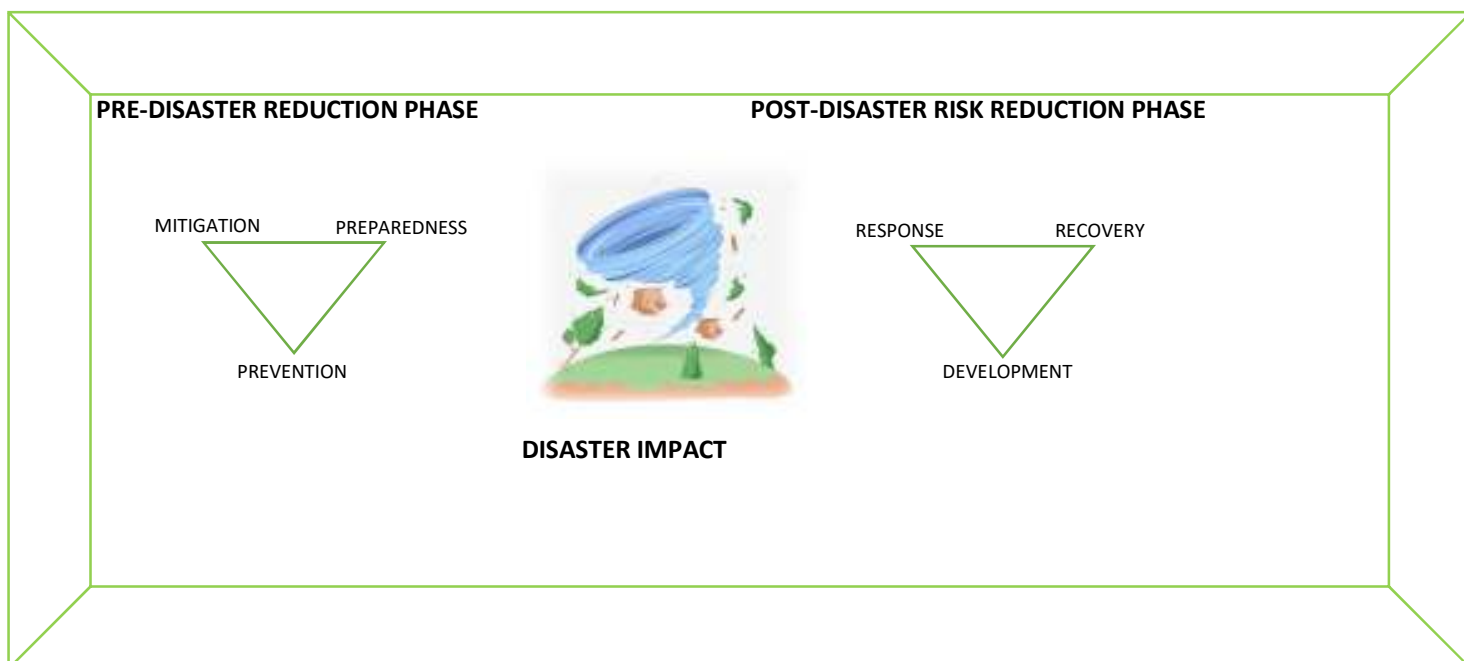 PRE-DISASTER REDUCTION PHASE
POST-DISASTER RISK REDUCTION PHASE
MITIGATION
PREPAREDNESS
PREVENTION
RESPONSE
RECOVERY
DEVELOPMENT
DISASTER IMPACT